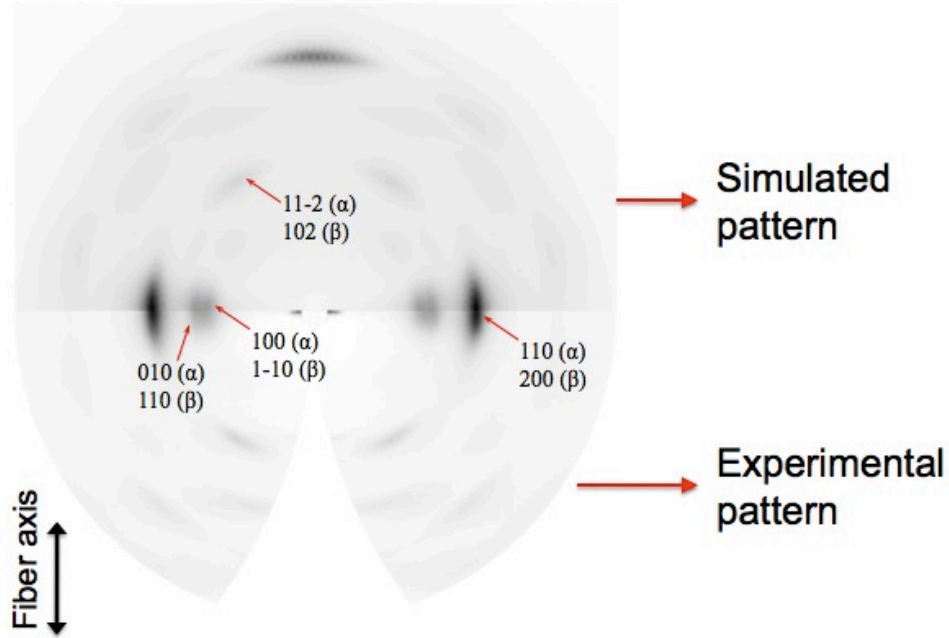 Simulated
pattern
11-2 (α)
102 (β)
100 (α)
1-10 (β)
010 (α)
110 (β)
110 (α)
200 (β)
Experimental
pattern
Fiber axis